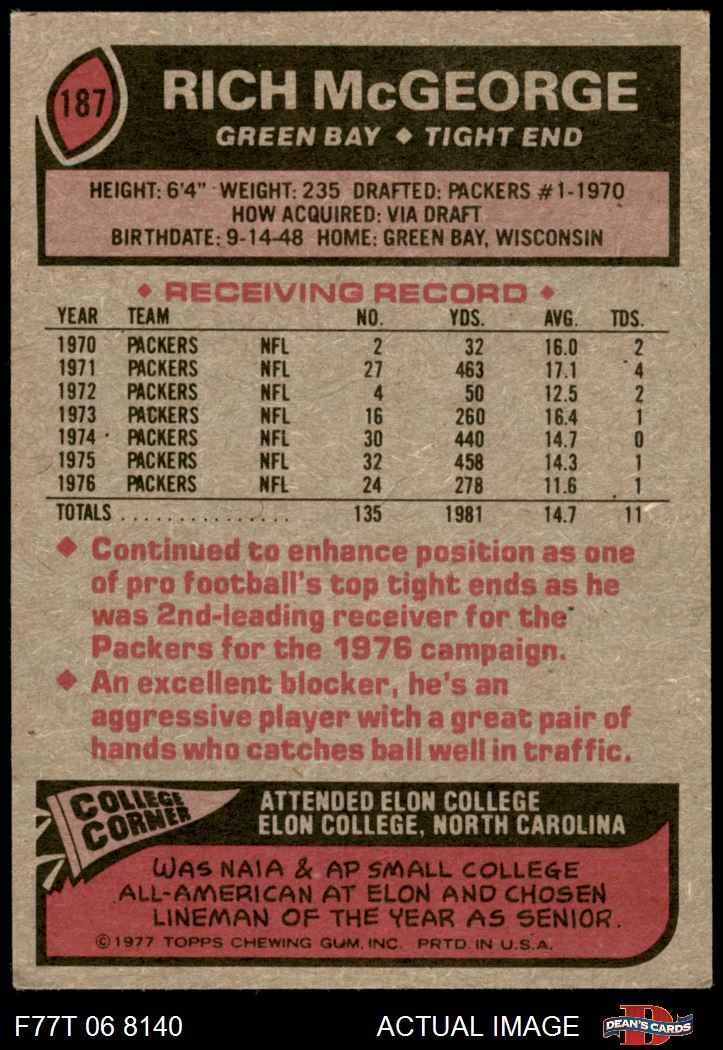 187
RICH McGEORGE
GREEN BAY ◆ TIGHT END
HEIGHT: 6'4" WEIGHT: 235 DRAFTED: PACKERS #1-1970
HOW ACQUIRED: VIA DRAFT
BIRTHDATE: 9-14-48 HOME: GREEN BAY, WISCONSIN
◆ RECEIVING RECORD ◆
YEAR TEAM NO. YDS. AVG. TDS.
1970 PACKERS NFL 2 32 16.0 2
1971 PACKERS NFL 27 463 17.1 4
1972 PACKERS NFL 4 50 12.5 2
1973 PACKERS NFL 16 260 16.4 1
1974 PACKERS NFL 30 440 14.7 0
1975 PACKERS NFL 32 458 14.3 1
1976 PACKERS NFL 24 278 11.6 1
TOTALS ................ 135 1981 14.7 11
◆ Continued to enhance position as one
of pro football's top tight ends as he
was 2nd-leading receiver for the
Packers for the 1976 campaign.
◆ An excellent blocker, he's an
aggressive player with a great pair of
hands who catches ball well in traffic.
COLLEGE
CORNER
ATTENDED ELON COLLEGE
ELON COLLEGE, NORTH CAROLINA
WAS NAIA & AP SMALL COLLEGE
ALL-AMERICAN AT ELON AND CHOSEN
LINEMAN OF THE YEAR AS SENIOR.
©1977 TOPPS CHEWING GUM, INC. PRTD. IN U.S.A.
F77T 06 8140 ACTUAL IMAGE
D
DEAN'S CARDS